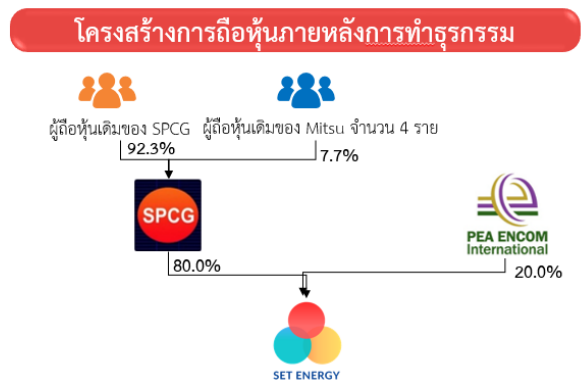 โครงสร้างการถือหุ้นภายหลังการทำธุรกรรม
ผู้ถือหุ้นเดิมของ SPCG
ผู้ถือหุ้นเดิมของ Mitsu จำนวน 4 ราย
92.3%
7.7%
SPCG
PEA ENCOM
International
80.0%
20.0%
SET ENERGY